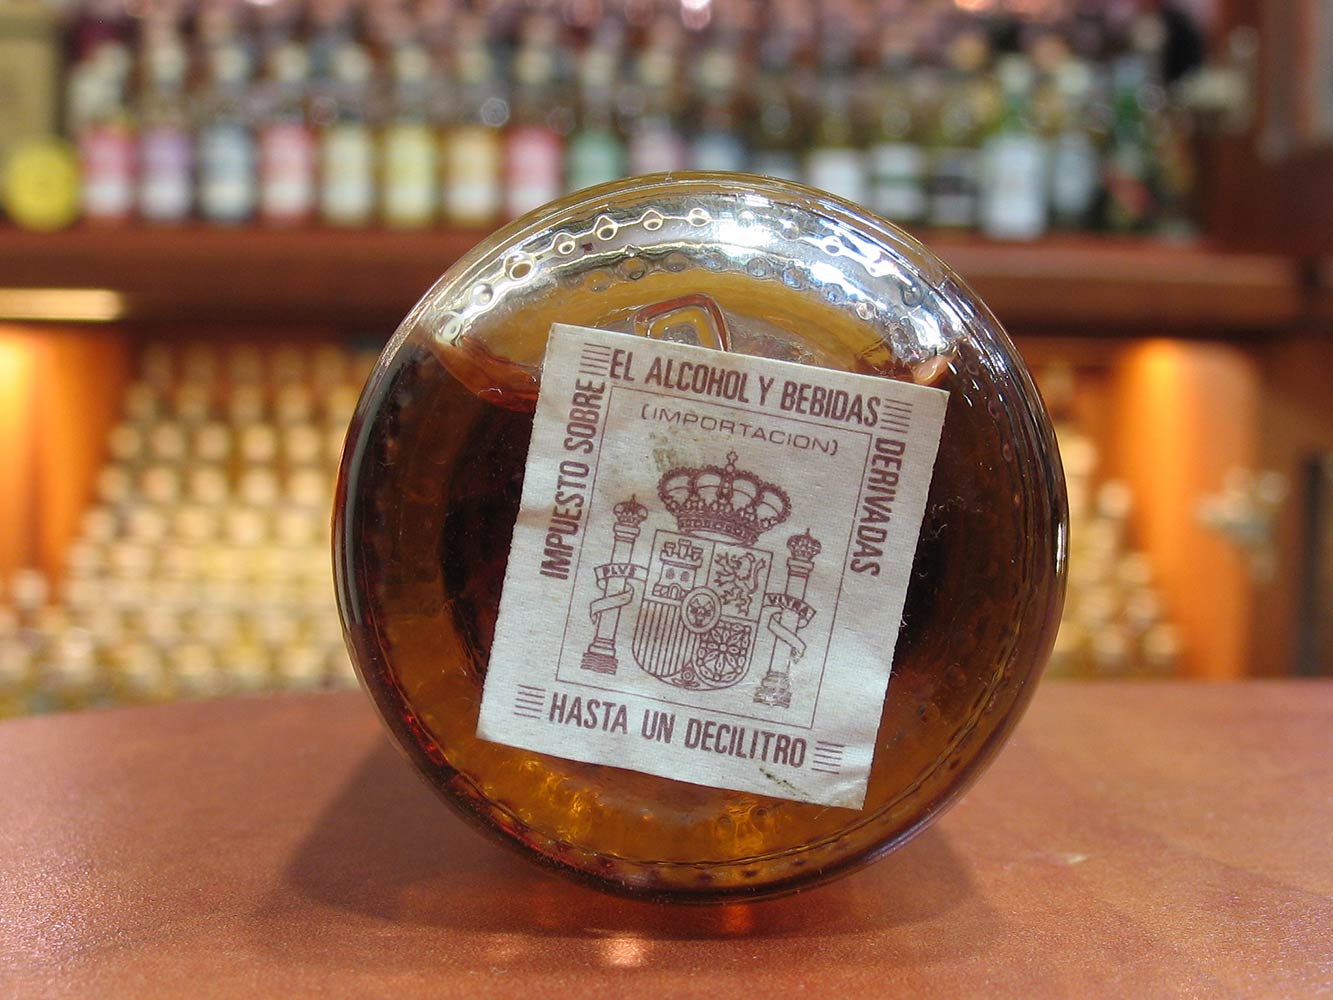 IMPUESTO SOBRE
EL ALCOHOL Y BEBIDAS
DERIVADAS
(IMPORTACION)
PLVS
VLTRA
HASTA UN DECILITRO